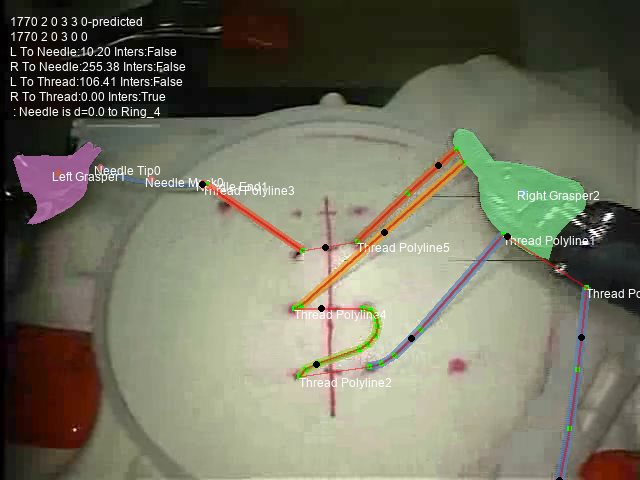 1770 2 0 3 3 0-predicted
1770 2 0 3 0 0
L To Needle:10.20 Inters:False
R To Needle:255.38 Inters:False
L To Thread:106.41 Inters:False
R To Thread:0.00 Inters:True
: Needle is d=0.0 to Ring_4
Needle Tip0
Left Grasper1
Thread Polyline3
Right Grasper2
Thread Polyline1
Thread Polyline5
Thread
Thread Polyline4
Thread Polyline2